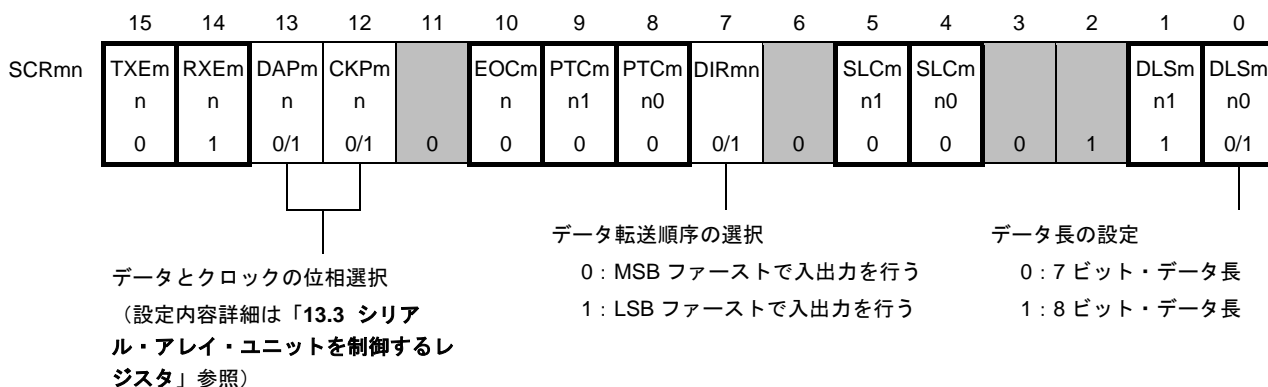 15 14 13 12 11 10 9 8 7 6 5 4 3 2 1 0
SCRmn TXEm RXEm DAPm CKPm EOCm PTCm PTCm DIRmn SLCm SLCm DLSm DLSm
n n n n n n1 n0 n1 n0 n1 n0
0 1 0/1 0/1 0 0 0 0 0/1 0 0 0 0 1 1 0/1
データとクロックの位相選択
(設定内容詳細は「13.3 シリア
ル・アレイ・ユニットを制御するレ
ジスタ」参照)
データ転送順序の選択
0:MSB ファーストで入出力を行う
1:LSB ファーストで入出力を行う
データ長の設定
0:7 ビット・データ長
1:8 ビット・データ長